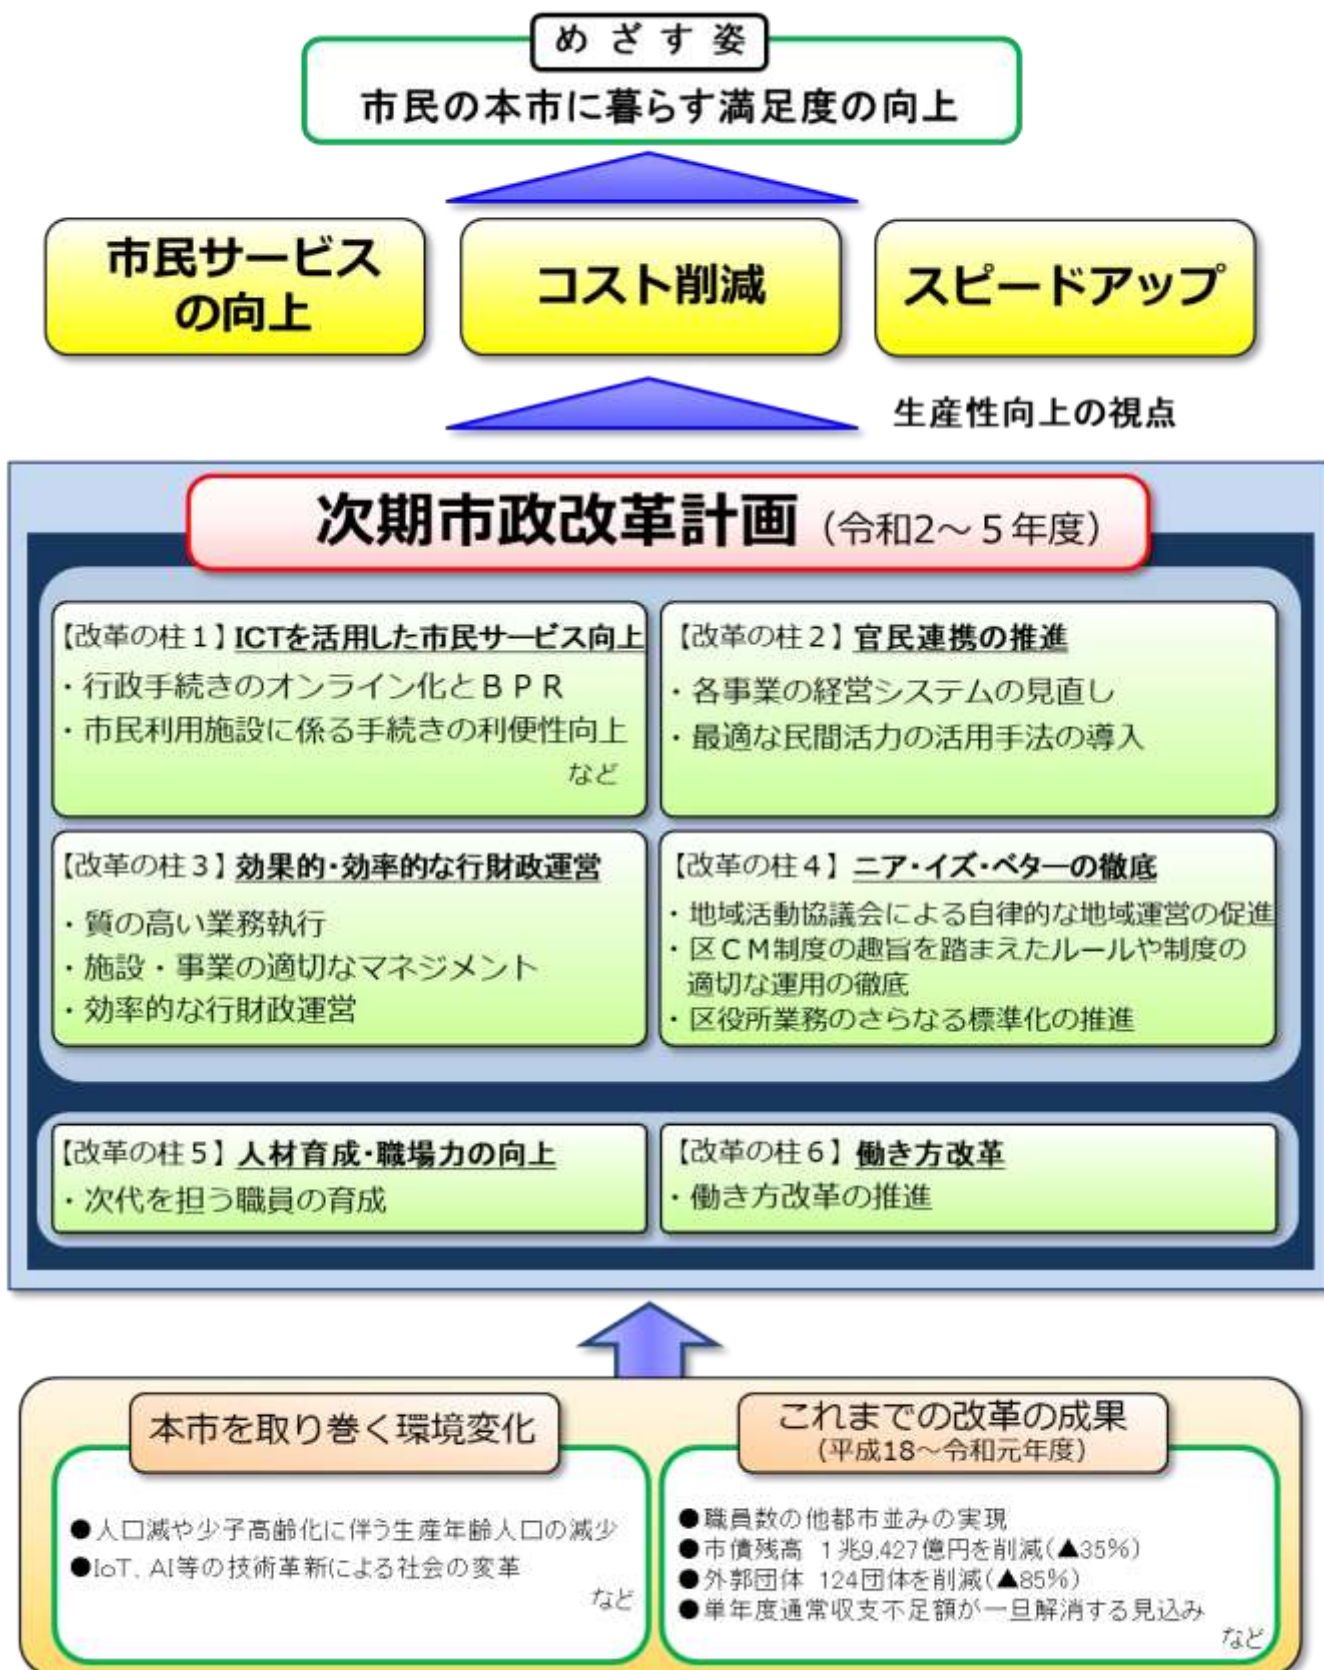 めざす姿
市民の本市に暮らす満足度の向上
市民サービス
の向上
コスト削減
スピードアップ
生産性向上の視点
次期市政改革計画（令和2～５年度）
【改革の柱１】ICTを活用した市民サービス向上
・行政手続きのオンライン化とＢＰＲ
・市民利用施設に係る手続きの利便性向上
など
【改革の柱２】官民連携の推進
・各事業の経営システムの見直し
・最適な民間活力の活用手法の導入
【改革の柱３】効果的・効率的な行財政運営
・質の高い業務執行
・施設・事業の適切なマネジメント
・効率的な行財政運営
【改革の柱４】ニア・イズ・ベターの徹底
・地域活動協議会による自律的な地域運営の促進
・区ＣＭ制度の趣旨を踏まえたルールや制度の
適切な運用の徹底
・区役所業務のさらなる標準化の推進
【改革の柱５】人材育成・職場力の向上
・次代を担う職員の育成
【改革の柱６】働き方改革
・働き方改革の推進
本市を取り巻く環境変化
●人口減や少子高齢化に伴う生産年齢人口の減少
●IoT、AI等の技術革新による社会の変革
など
これまでの改革の成果
（平成18～令和元年度）
●職員数の他都市並みの実現
●市債残高 １兆9,427億円を削減(▲35%)
●外郭団体 124団体を削減(▲85%)
●単年度通常収支不足額が一旦解消する見込み
など